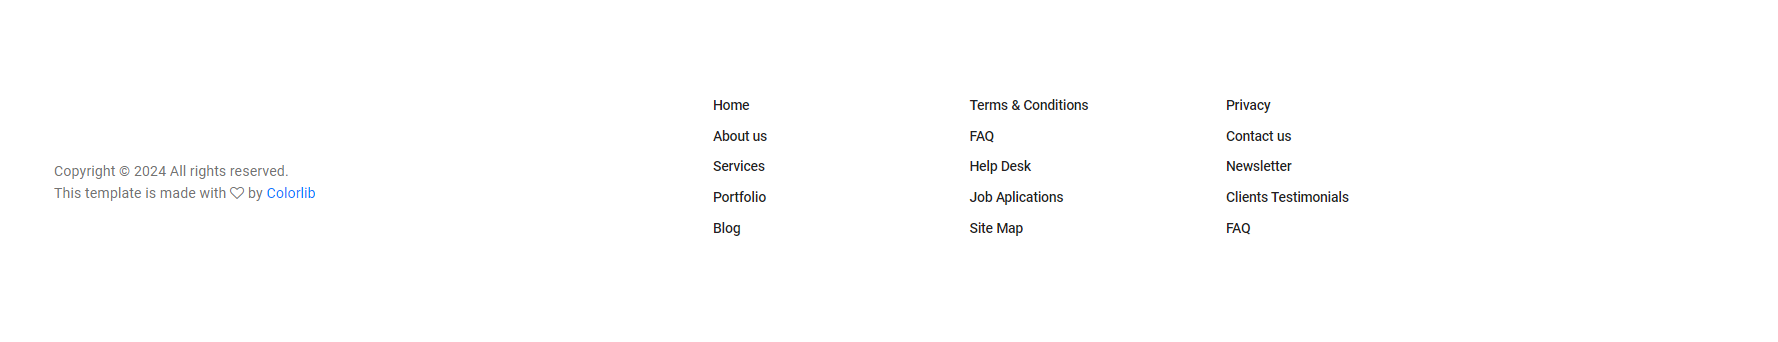 Copyright © 2024 All rights reserved.
This template is made with ♡ by Colorlib
Home
About us
Services
Portfolio
Blog
Terms & Conditions
FAQ
Help Desk
Job Aplications
Site Map
Privacy
Contact us
Newsletter
Clients Testimonials
FAQ